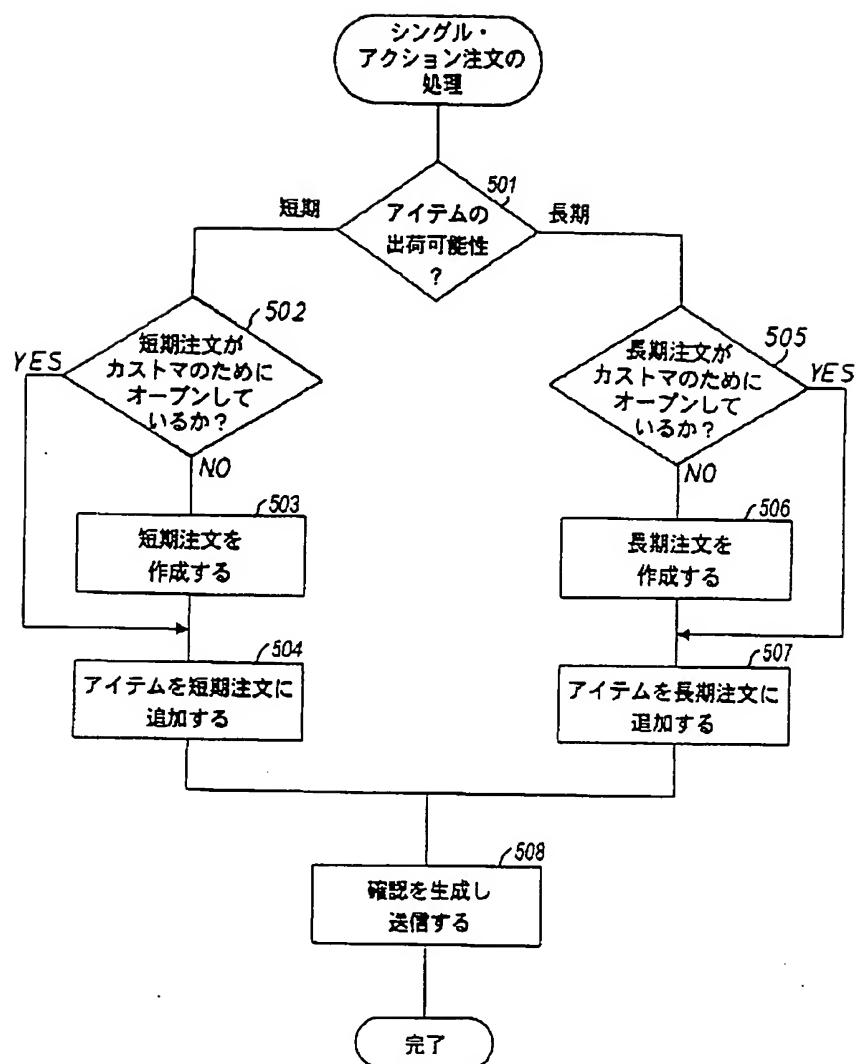 シングル・
アクション注文の
処理
501
短期
アイテムの
出荷可能性
?
長期
502
YES
短期注文が
カストマのために
オープンして
いるか?
NO
503
短期注文を
作成する
504
アイテムを短期注文に
追加する
505
YES
長期注文が
カストマのために
オープンして
いるか?
NO
506
長期注文を
作成する
507
アイテムを長期注文に
追加する
508
確認を生成し
送信する
完了